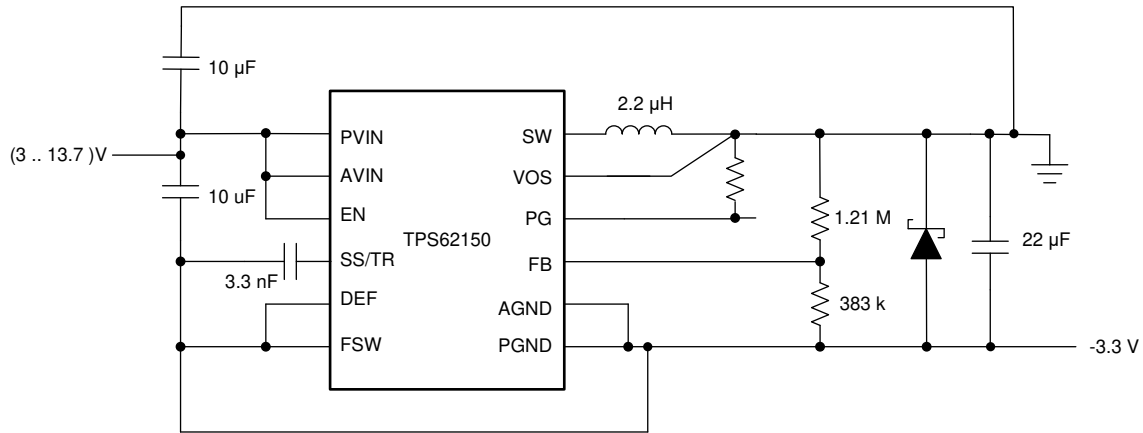 10 µF
2.2 µH
(3 .. 13.7 )V
PVIN
SW
AVIN
VOS
10 uF
EN
PG
1.21 M
TPS62150
SS/TR
FB
22 µF
3.3 nF
DEF
AGND
383 k
FSW
PGND
-3.3 V